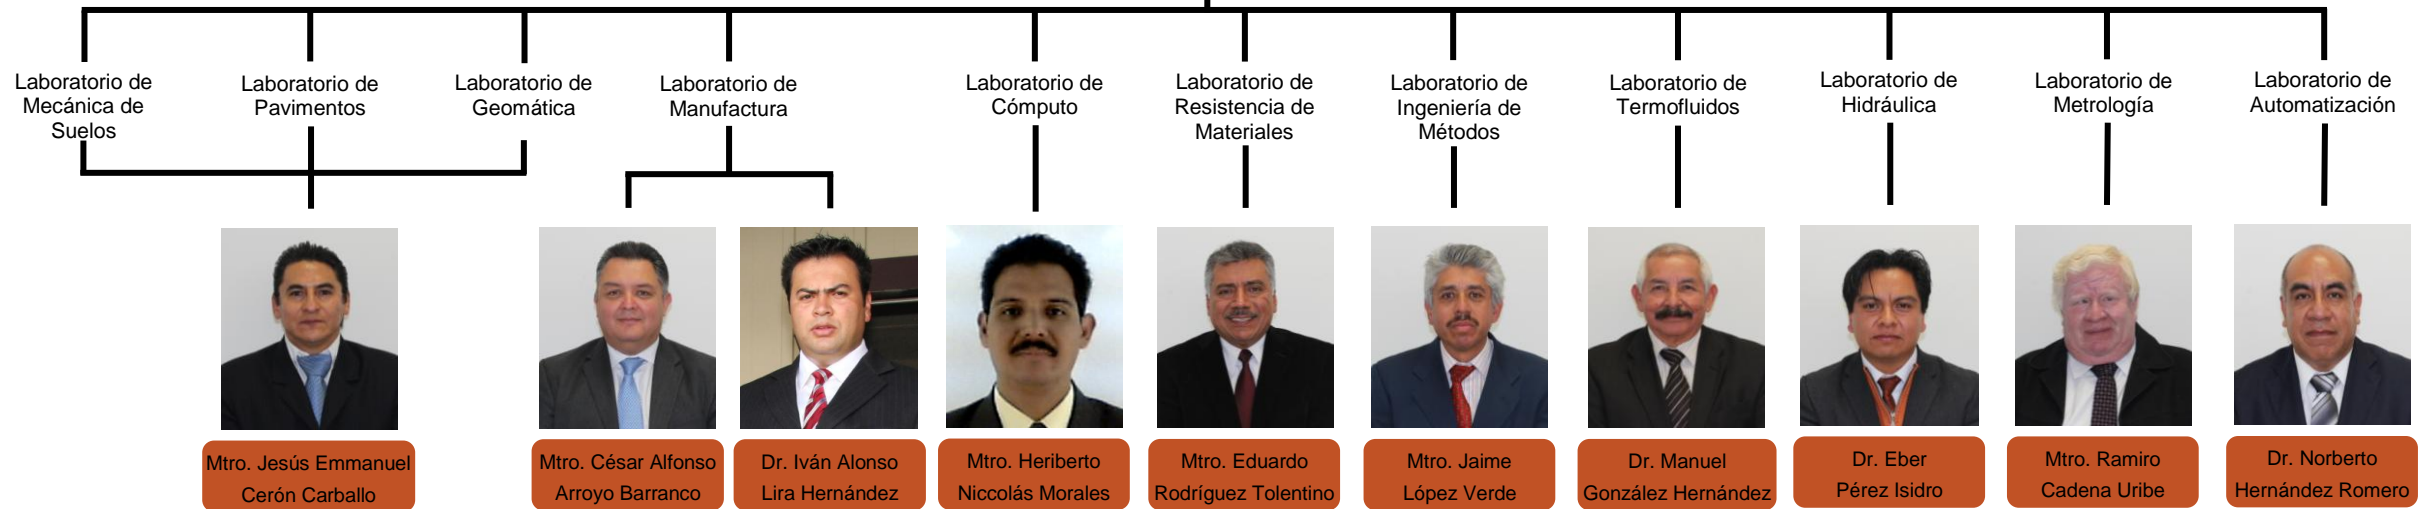 Laboratorio de
Mecánica de
Suelos
Laboratorio de
Pavimentos
Laboratorio de
Geomática
Laboratorio de
Manufactura
Laboratorio de
Cómputo
Laboratorio de
Resistencia de
Materiales
Laboratorio de
Ingeniería de
Métodos
Laboratorio de
Termofluidos
Laboratorio de
Hidráulica
Laboratorio de
Metrología
Laboratorio de
Automatización
Mtro. Jesús Emmanuel
Cerón Carballo
Mtro. César Alfonso
Arroyo Barranco
Dr. Iván Alonso
Lira Hernández
Mtro. Heriberto
Niccolás Morales
Mtro. Eduardo
Rodríguez Tolentino
Mtro. Jaime
López Verde
Dr. Manuel
González Hernández
Dr. Eber
Pérez Isidro
Mtro. Ramiro
Cadena Uribe
Dr. Norberto
Hernández Romero